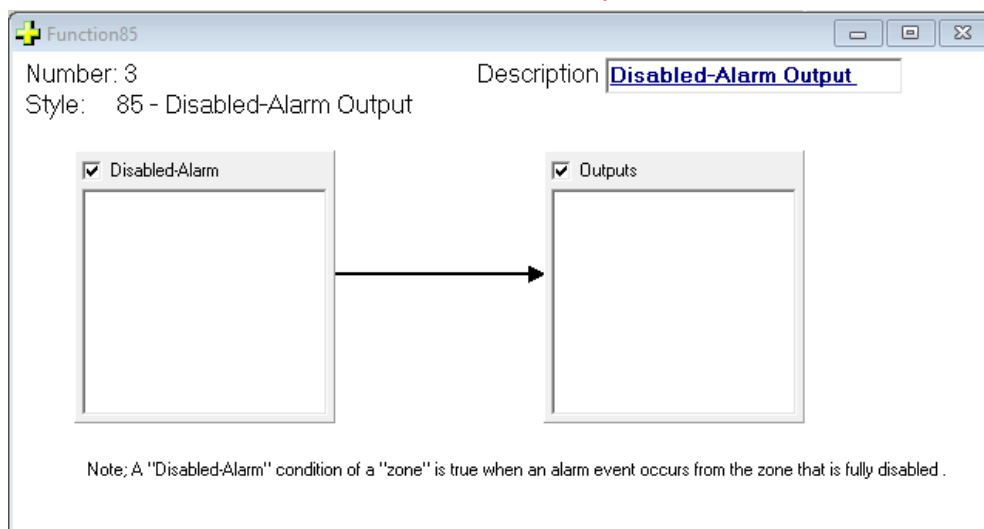 Function85
Number: 3
Description Disabled-Alarm Output
Style: 85 - Disabled-Alarm Output
Disabled-Alarm
Outputs
Note; A "Disabled-Alarm" condition of a "zone" is true when an alarm event occurs from the zone that is fully disabled .